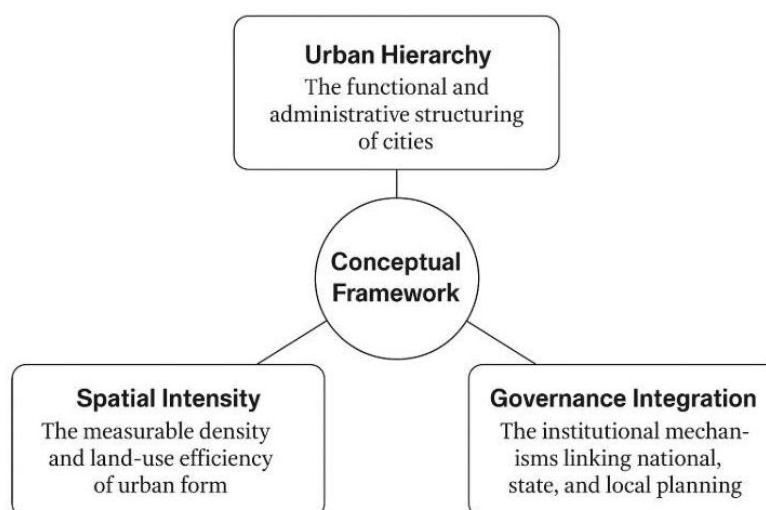 Urban Hierarchy
The functional and
administrative structuring
of cities
Conceptual
Framework
Spatial Intensity
The measurable density
and land-use efficiency
of urban form
Governance Integration
The institutional mechan-
isms linking national,
state, and local planning